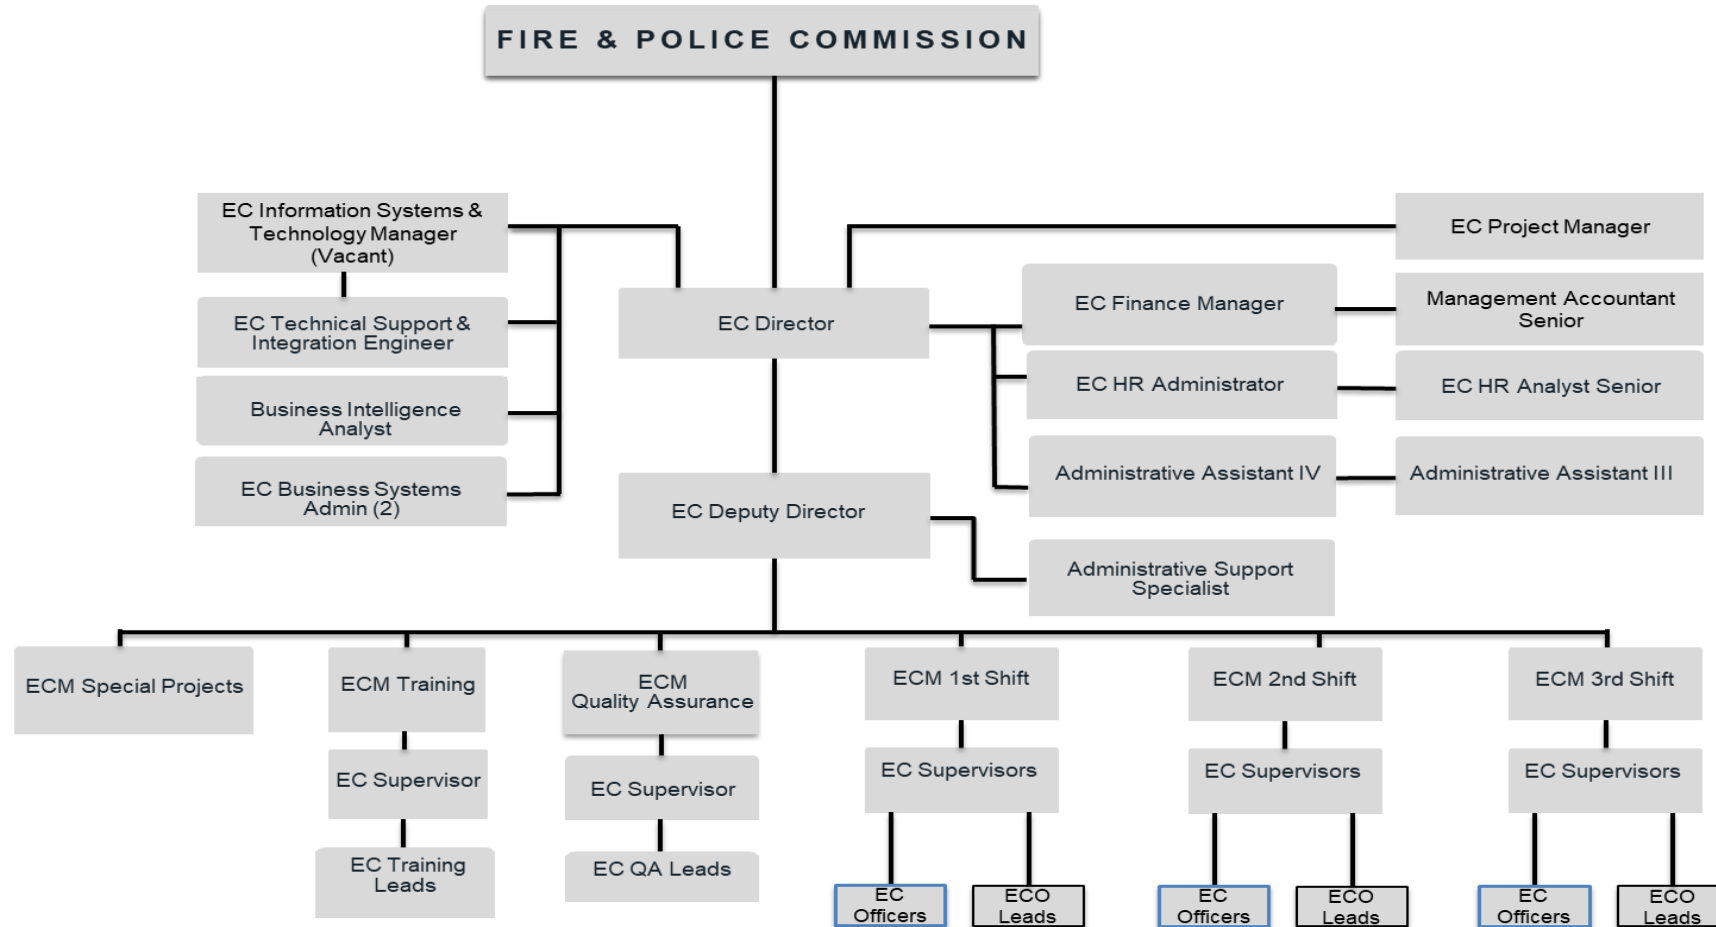 FIRE & POLICE COMMISSION
EC Information Systems &
Technology Manager
(Vacant)
EC Project Manager
EC Technical Support &
Integration Engineer
EC Director
EC Finance Manager
Management Accountant
Senior
Business Intelligence
Analyst
EC HR Administrator
EC HR Analyst Senior
EC Business Systems
Admin (2)
EC Deputy Director
Administrative Assistant IV
Administrative Assistant III
Administrative Support
Specialist
ECM Special Projects
ECM Training
ECM
Quality Assurance
ECM 1st Shift
ECM 2nd Shift
ECM 3rd Shift
EC Supervisor
EC Supervisor
EC Supervisors
EC Supervisors
EC Supervisors
EC Training
Leads
EC QA Leads
EC
Officers
ECO
Leads
EC
Officers
ECO
Leads
EC
Officers
ECO
Leads